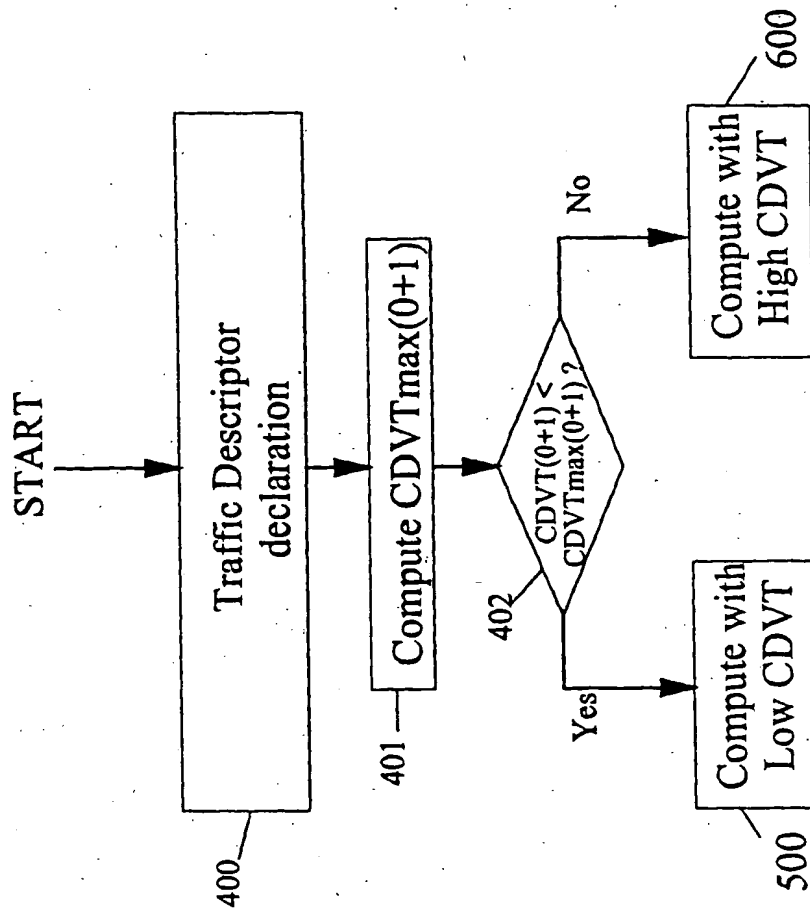 START
Traffic Descriptor
declaration
400
Compute CDVTmax(0+1)
401
CDVT(0+1) <
CDVTmax(0+1) ?
402
Yes
No
Compute with
Low CDVT
500
Compute with
High CDVT
600